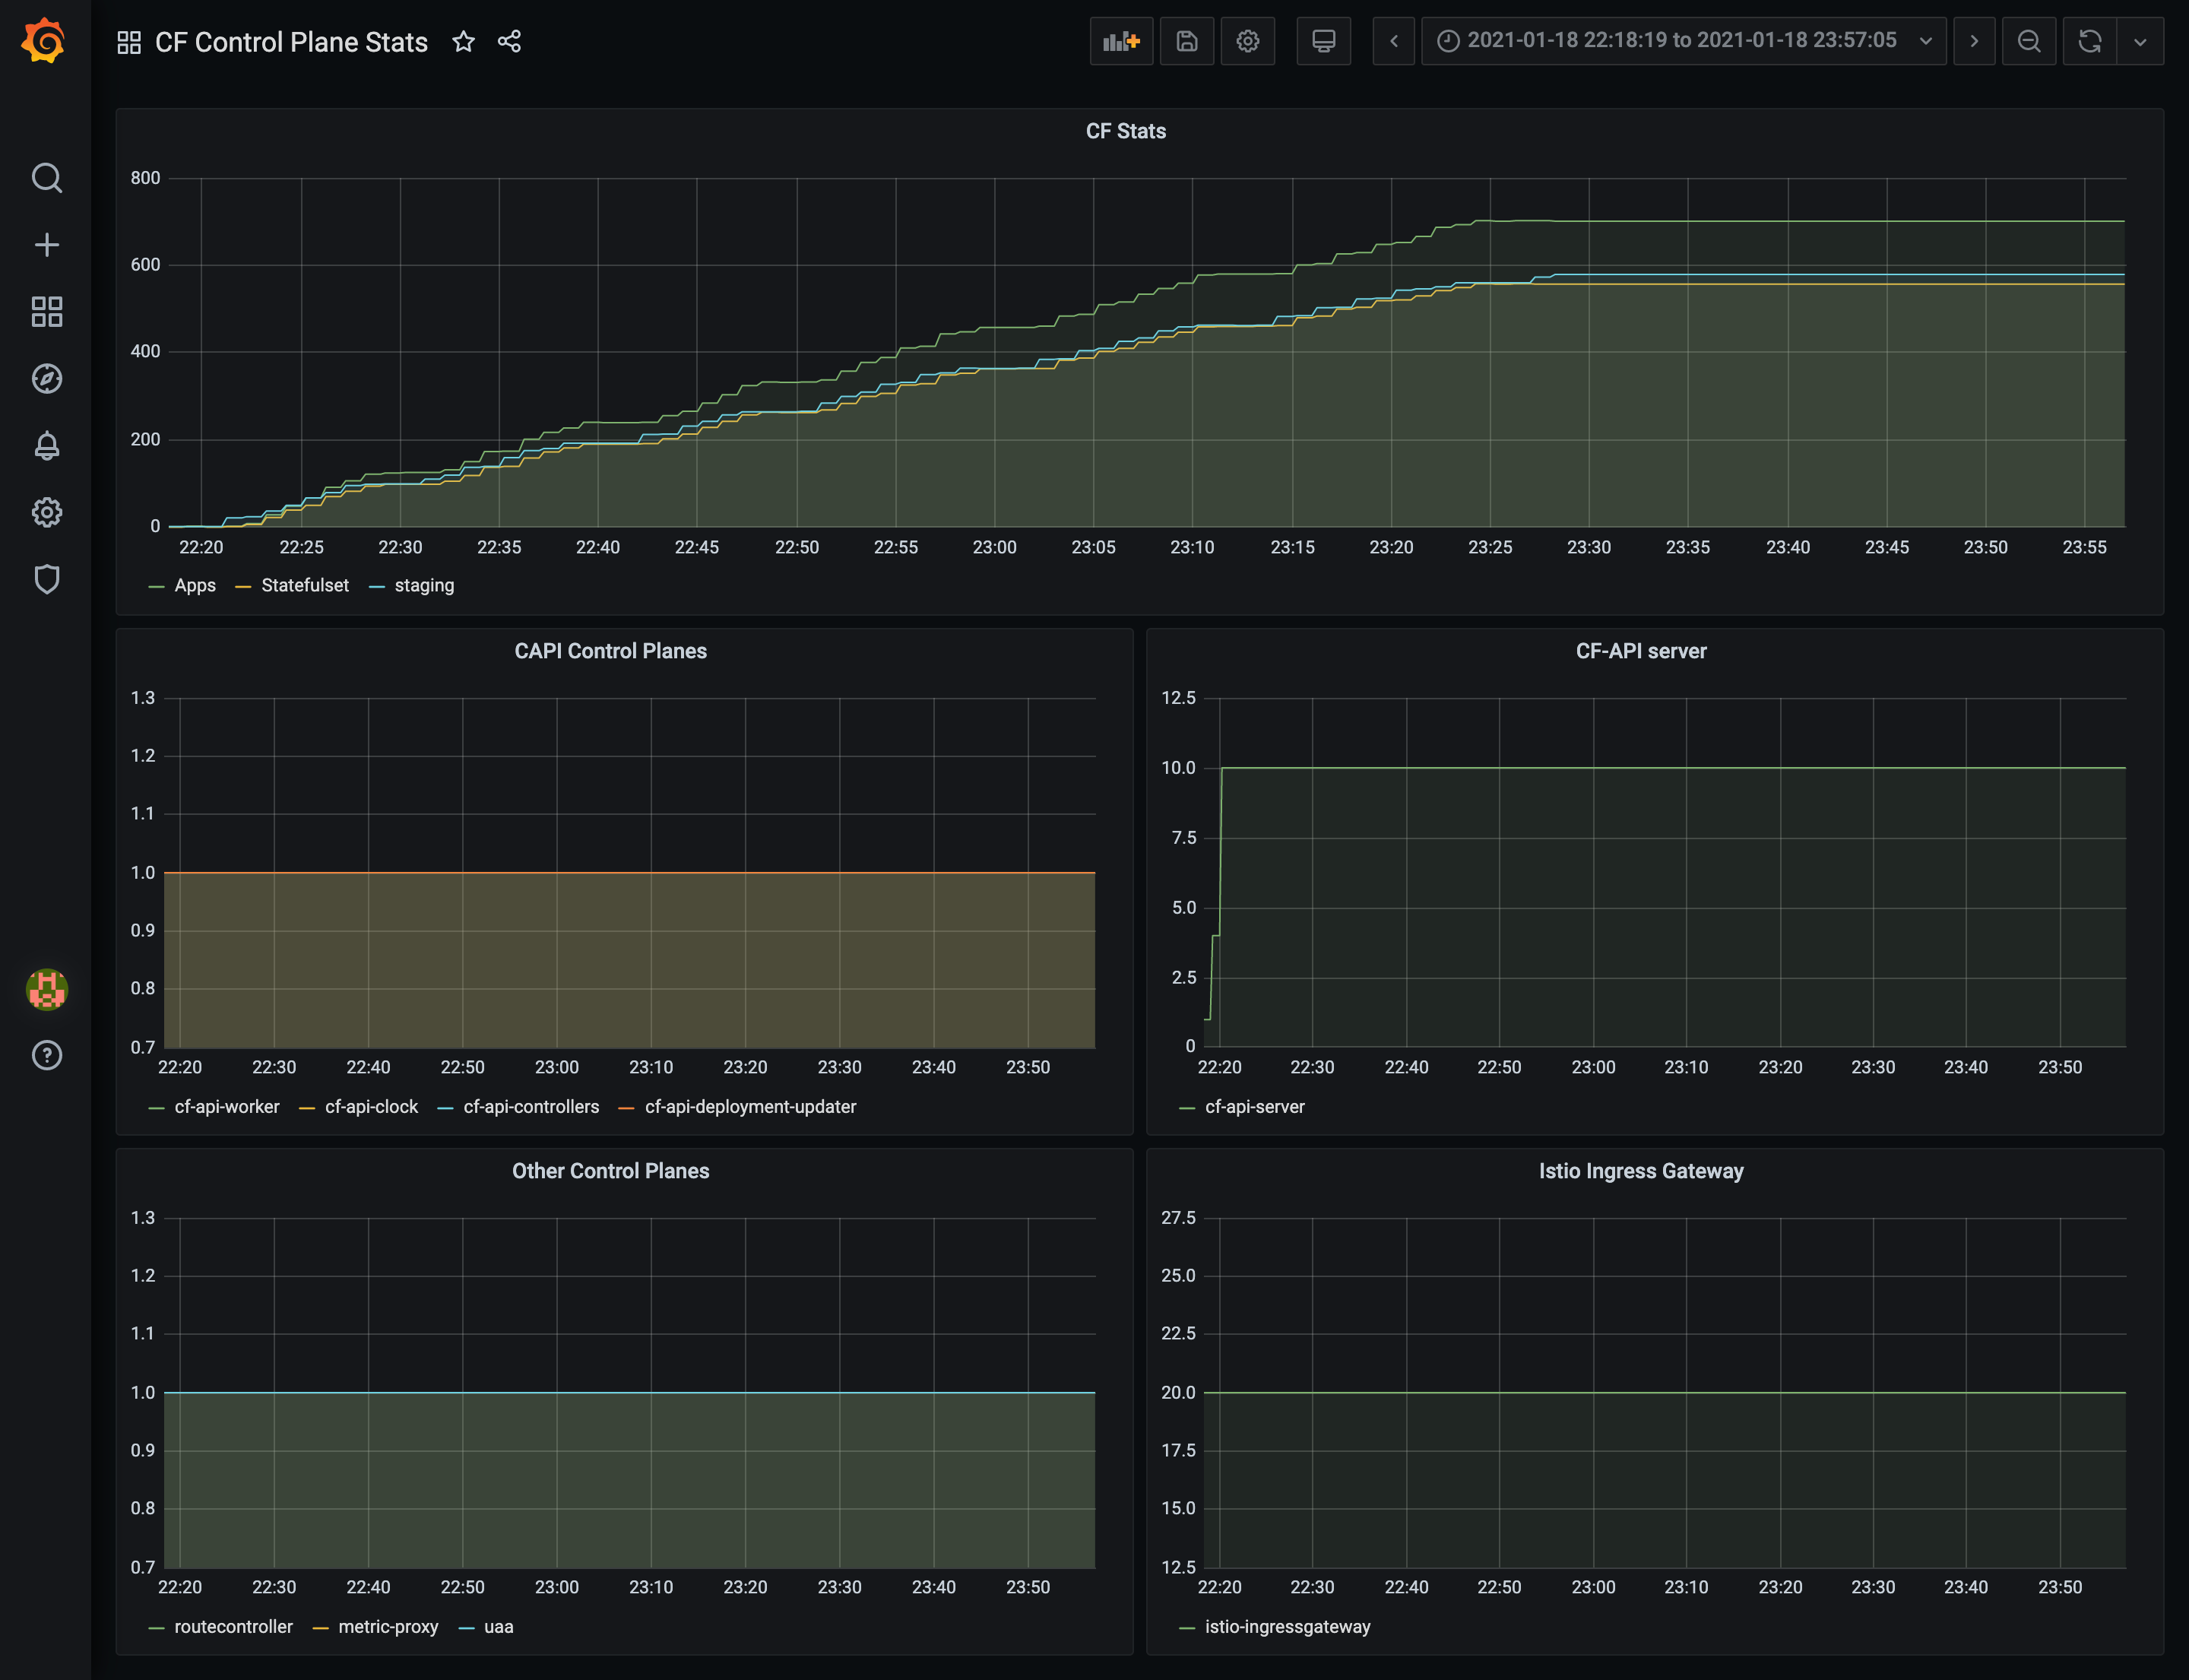 CF Control Plane Stats
2021-01-18 22:18:19 to 2021-01-18 23:57:05
CF Stats
800
600
400
200
0
22:20 22:25 22:30 22:35 22:40 22:45 22:50 22:55 23:00 23:05 23:10 23:15 23:20 23:25 23:30 23:35 23:40 23:45 23:50 23:55
Apps Statefulset staging
CAPI Control Planes
1.3
1.2
1.1
1.0
0.9
0.8
0.7
22:20 22:30 22:40 22:50 23:00 23:10 23:20 23:30 23:40 23:50
cf-api-worker cf-api-clock cf-api-controllers cf-api-deployment-updater
CF-API server
12.5
10.0
7.5
5.0
2.5
0
22:20 22:30 22:40 22:50 23:00 23:10 23:20 23:30 23:40 23:50
cf-api-server
Other Control Planes
1.3
1.2
1.1
1.0
0.9
0.8
0.7
22:20 22:30 22:40 22:50 23:00 23:10 23:20 23:30 23:40 23:50
routecontroller metric-proxy uaa
Istio Ingress Gateway
27.5
25.0
22.5
20.0
17.5
15.0
12.5
22:20 22:30 22:40 22:50 23:00 23:10 23:20 23:30 23:40 23:50
istio-ingressgateway